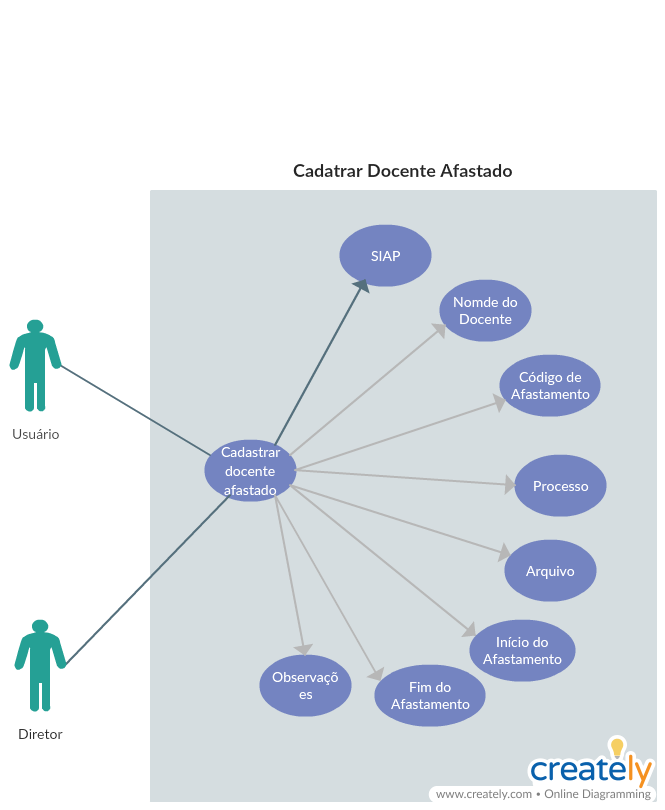 Cadatrar Docente Afastado
SIAP
Nomde do
Docente
Código de
Afastamento
Usuário
Cadastrar
docente
afastado
Processo
Arquivo
Início do
Afastamento
Observaçõ
es
Fim do
Afastamento
Diretor
creately
www.creately.com • Online Diagramming